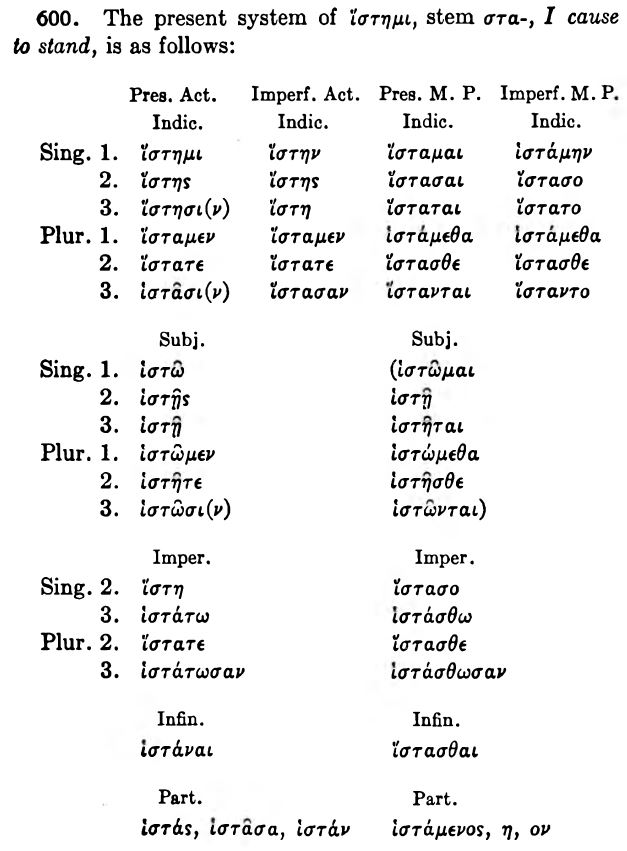 600. The present system of ἵστημι, stem στα-, I cause
to stand, is as follows:
Pres. Act. Imperf. Act. Pres. M. P. Imperf. M. P.
Indic. Indic. Indic. Indic.
Sing. 1. ἵστημι ἵστην ἵσταμαι ἱστάμην
2. ἵστης ἵστης ἵστασαι ἵστασο
3. ἵστησι(ν) ἵστη ἵσταται ἵστατο
Plur. 1. ἵσταμεν ἵσταμεν ἱστάμεθα ἱστάμεθα
2. ἵστατε ἵστατε ἵστασθε ἵστασθε
3. ἱστᾶσι(ν) ἵστασαν ἵστανται ἵσταντο
Subj. Subj.
Sing. 1. ἱστῶ (ἱστῶμαι
2. ἱστῇς ἱστῇ
3. ἱστῇ ἱστῆται
Plur. 1. ἱστῶμεν ἱστώμεθα
2. ἱστῆτε ἱστῆσθε
3. ἱστῶσι(ν) ἱστῶνται)
Imper. Imper.
Sing. 2. ἵστη ἵστασο
3. ἱστάτω ἱστάσθω
Plur. 2. ἵστατε ἵστασθε
3. ἱστάτωσαν ἱστάσθωσαν
Infin. Infin.
ἱστάναι ἵστασθαι
Part. Part.
ἱστάς, ἱστᾶσα, ἱστάν ἱστάμενος, η, ον